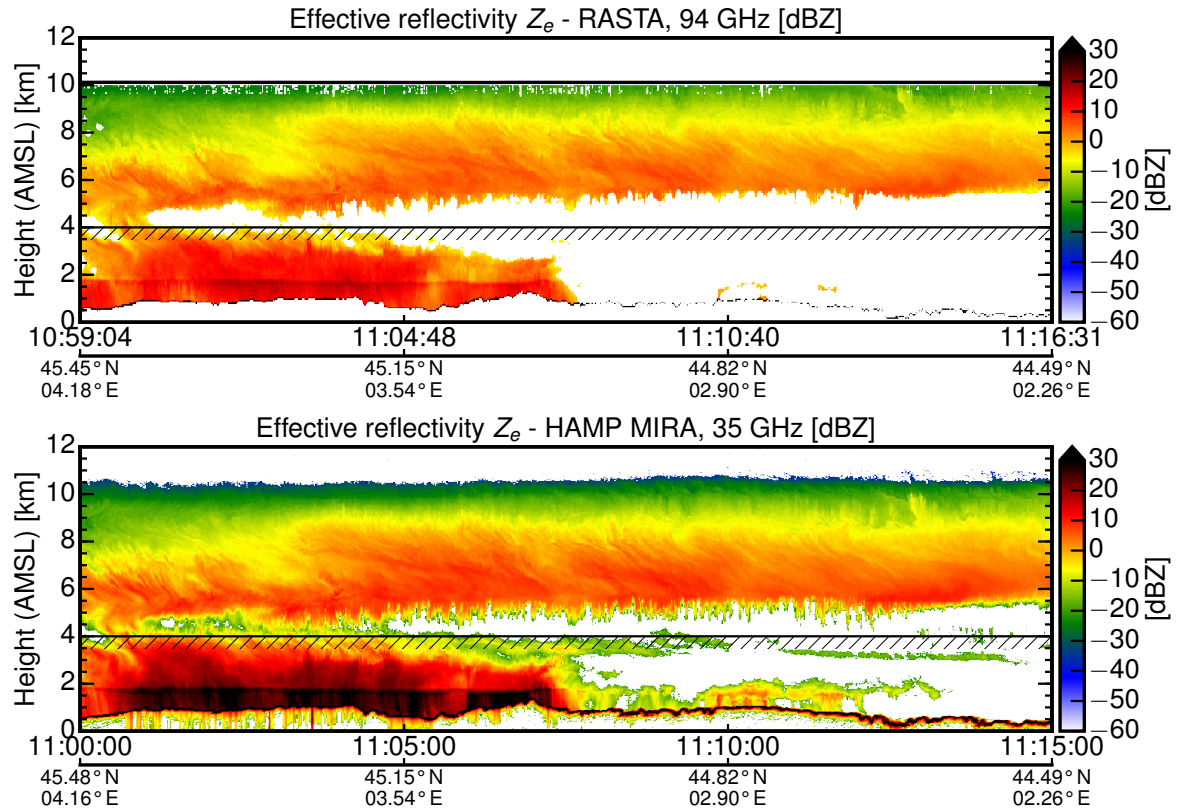 Effective reflectivity Zₑ - RASTA, 94 GHz [dBZ]
Height (AMSL) [km]
12
10
8
6
4
2
0
30
20
10
0
−10
−20
−30
−40
−50
−60
[dBZ]
10:59:04 11:04:48 11:10:40 11:16:31
45.45°N 45.15°N 44.82°N 44.49°N
04.18°E 03.54°E 02.90°E 02.26°E
Effective reflectivity Zₑ - HAMP MIRA, 35 GHz [dBZ]
Height (AMSL) [km]
12
10
8
6
4
2
0
30
20
10
0
−10
−20
−30
−40
−50
−60
[dBZ]
11:00:00 11:05:00 11:10:00 11:15:00
45.48°N 45.15°N 44.82°N 44.49°N
04.16°E 03.54°E 02.90°E 02.26°E